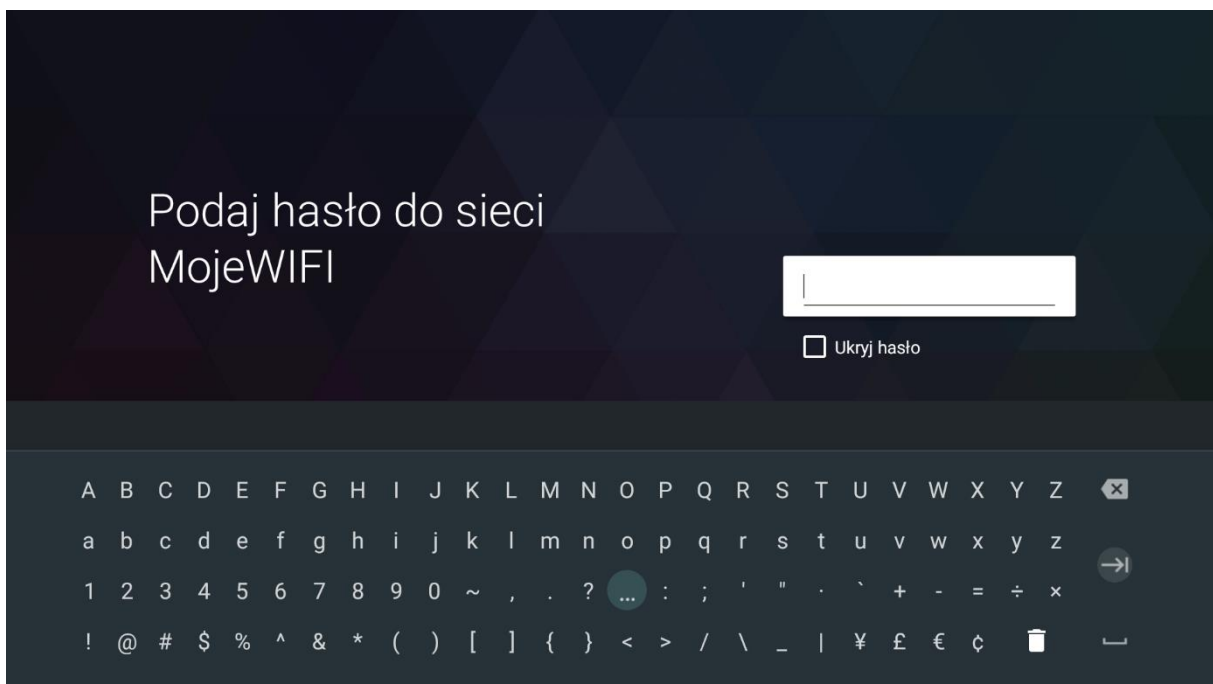 Podaj hasło do sieci
MojeWIFI
Ukryj hasło
A B C D E F G H I J K L M N O P Q R S T U V W X Y Z
a b c d e f g h i j k l m n o p q r s t u v w x y z
1 2 3 4 5 6 7 8 9 0 ~ , . ? … : ; ' " · ` + - = ÷ ×
! @ # $ % ^ & * ( ) [ ] { } < > / \ _ | ¥ £ € ¢